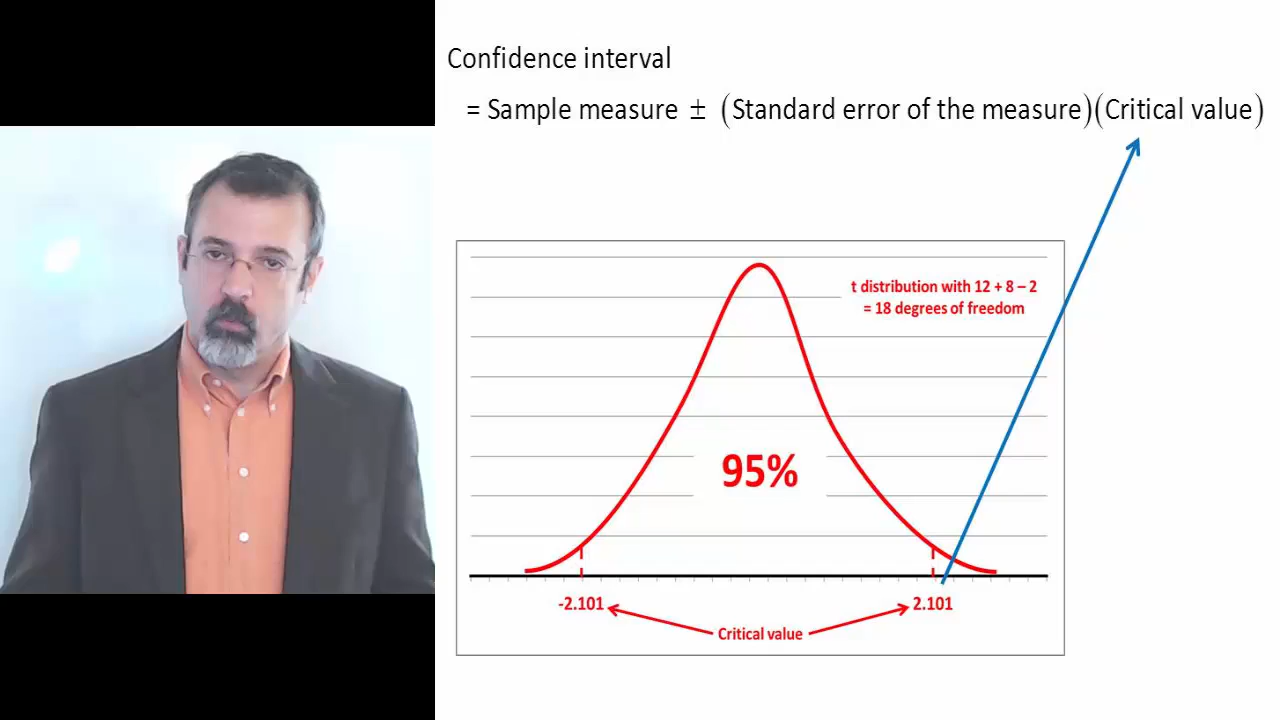 Confidence interval
= Sample measure ± (Standard error of the measure)(Critical value)
t distribution with 12 + 8 – 2
= 18 degrees of freedom
95%
-2.101
2.101
Critical value